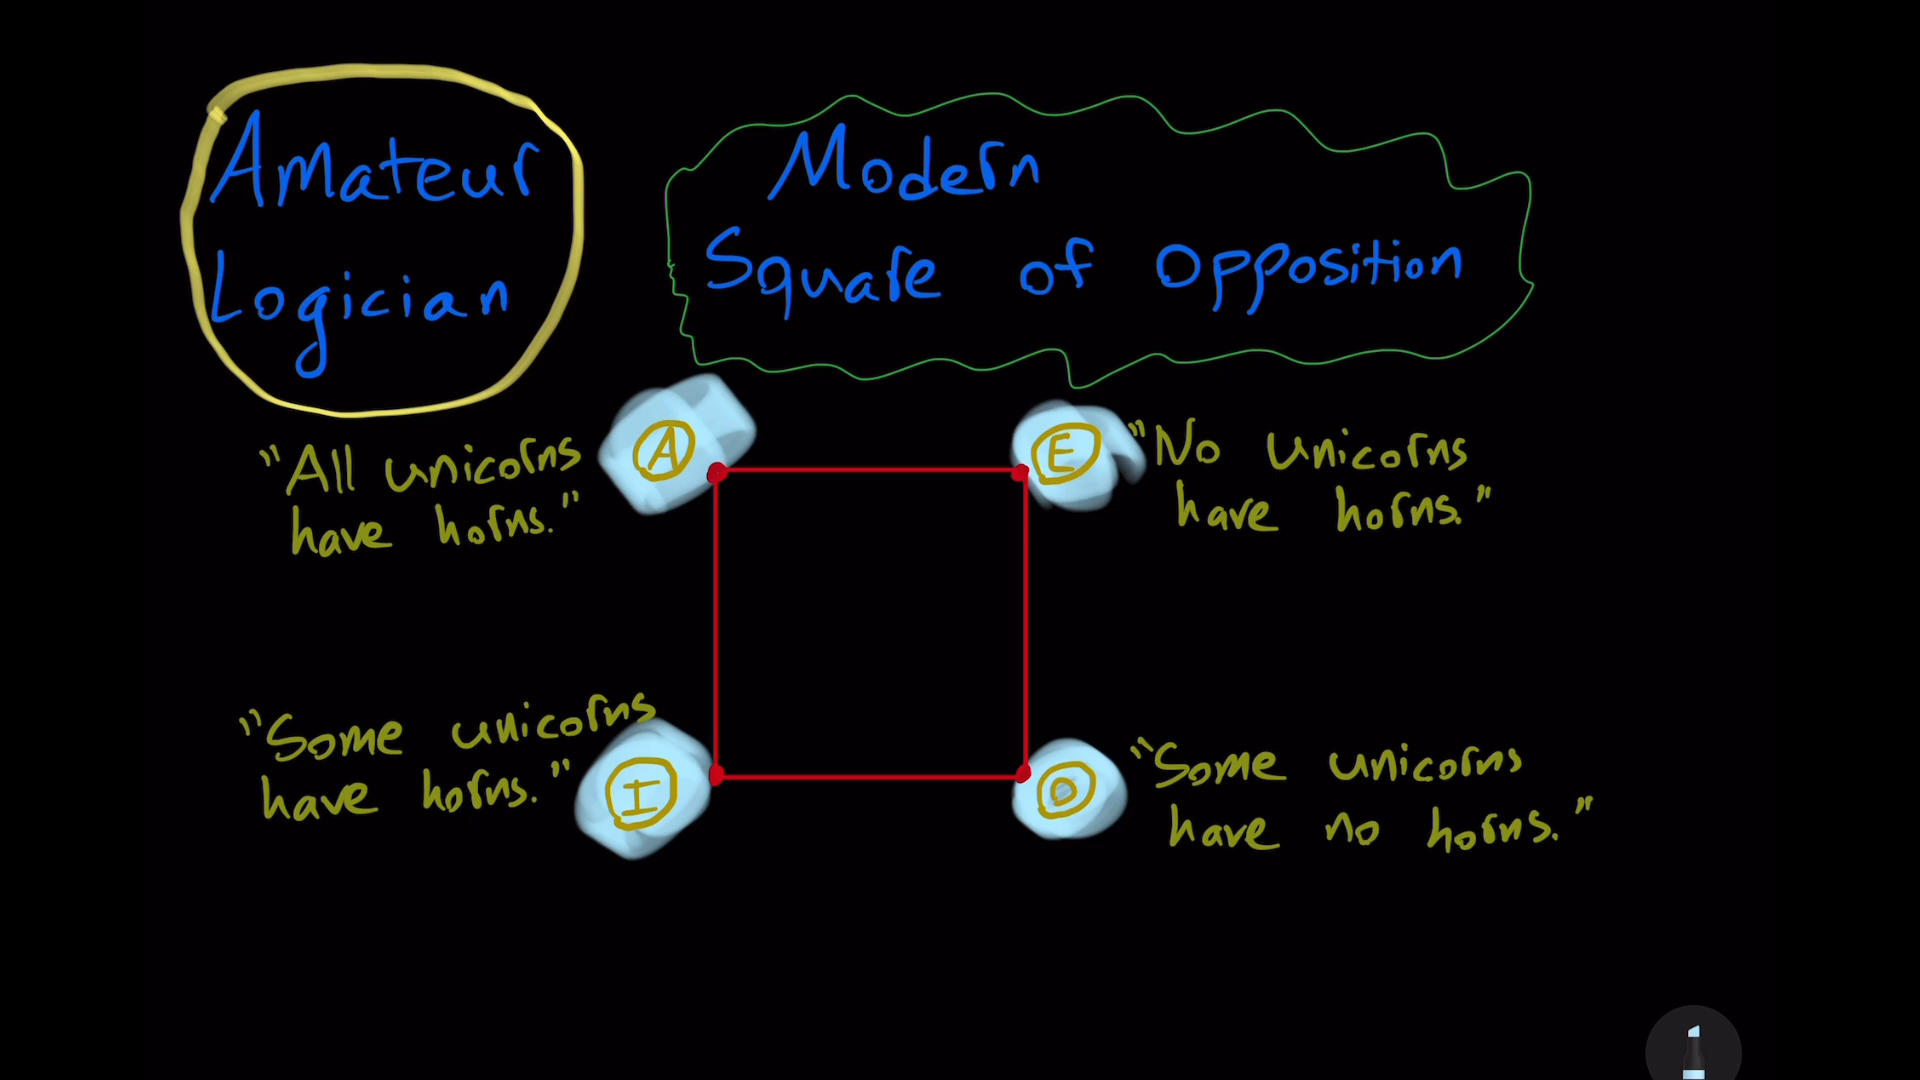 Amateur
Logician
Modern
Square of Opposition
A
"All unicorns
have horns."
E
"No unicorns
have horns."
"Some unicorns
have horns."
I
O
"Some unicorns
have no horns."